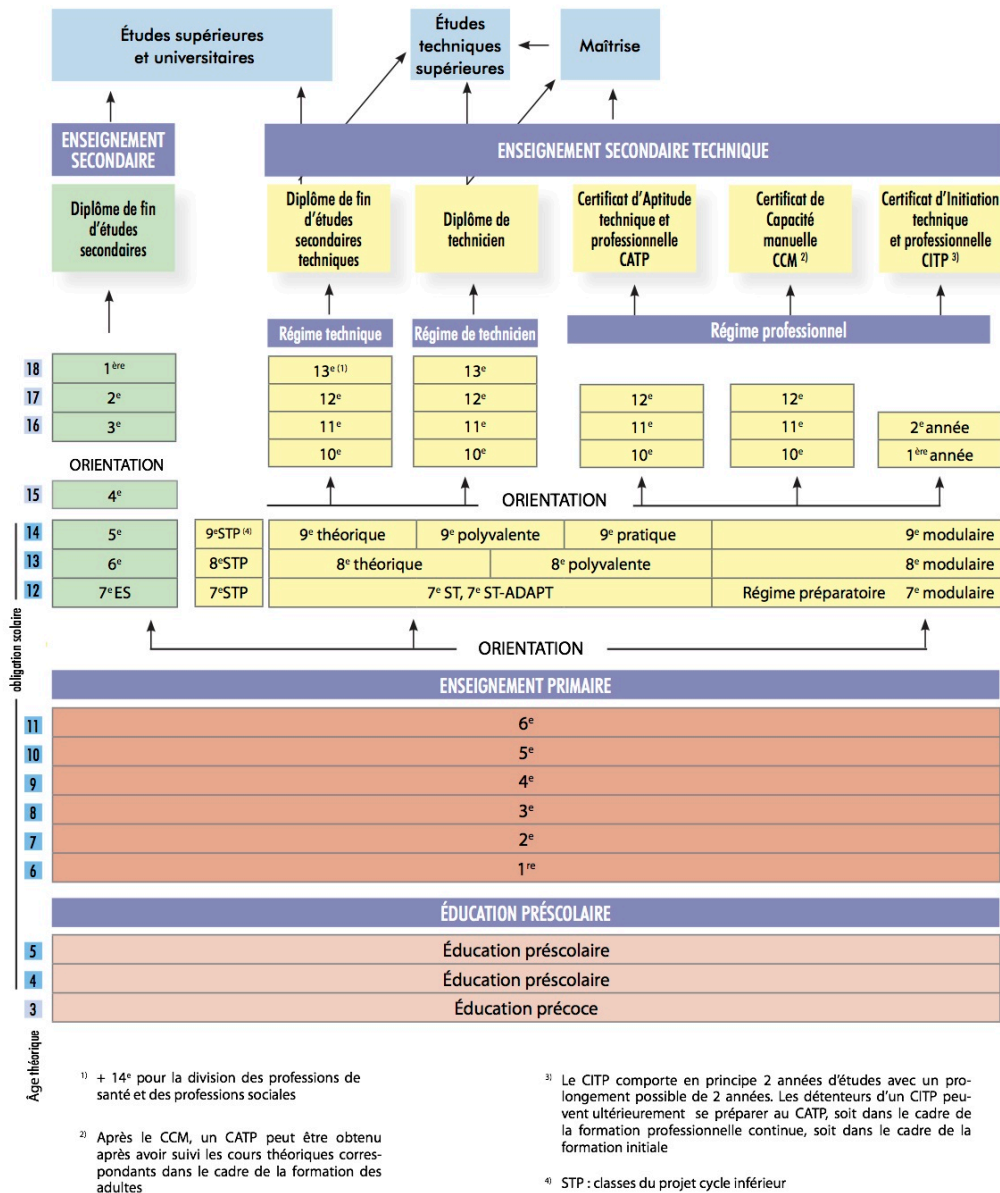 Études supérieures
et universitaires
Études
techniques
supérieures
Maîtrise
ENSEIGNEMENT
SECONDAIRE
ENSEIGNEMENT SECONDAIRE TECHNIQUE
Diplôme de fin
d'études
secondaires
Diplôme de fin
d'études
secondaires
techniques
Diplôme de
technicien
Certificat d'Aptitude
technique et
professionnelle
CATP
Certificat de
Capacité
manuelle
CCM 2)
Certificat d'Initiation
technique
et professionnelle
CITP 3)
Régime technique
Régime de technicien
Régime professionnel
18 1ère 13e (1) 13e
17 2e 12e 12e 12e 12e
16 3e 11e 11e 11e 11e 2e année
ORIENTATION 10e 10e 10e 10e 1ère année
15 4e ORIENTATION
14 5e 9eSTP (4) 9e théorique 9e polyvalente 9e pratique 9e modulaire
13 6e 8eSTP 8e théorique 8e polyvalente 8e modulaire
12 7e ES 7eSTP 7e ST, 7e ST-ADAPT Régime préparatoire 7e modulaire
ORIENTATION
obligation scolaire
ENSEIGNEMENT PRIMAIRE
11 6e
10 5e
9 4e
8 3e
7 2e
6 1re
ÉDUCATION PRÉSCOLAIRE
5 Éducation préscolaire
4 Éducation préscolaire
3 Éducation précoce
Âge théorique
1) + 14e pour la division des professions de
santé et des professions sociales
2) Après le CCM, un CATP peut être obtenu
après avoir suivi les cours théoriques corres-
pondants dans le cadre de la formation des
adultes
3) Le CITP comporte en principe 2 années d'études avec un pro-
longement possible de 2 années. Les détenteurs d'un CITP peu-
vent ultérieurement se préparer au CATP, soit dans le cadre de
la formation professionnelle continue, soit dans le cadre de la
formation initiale
4) STP : classes du projet cycle inférieur